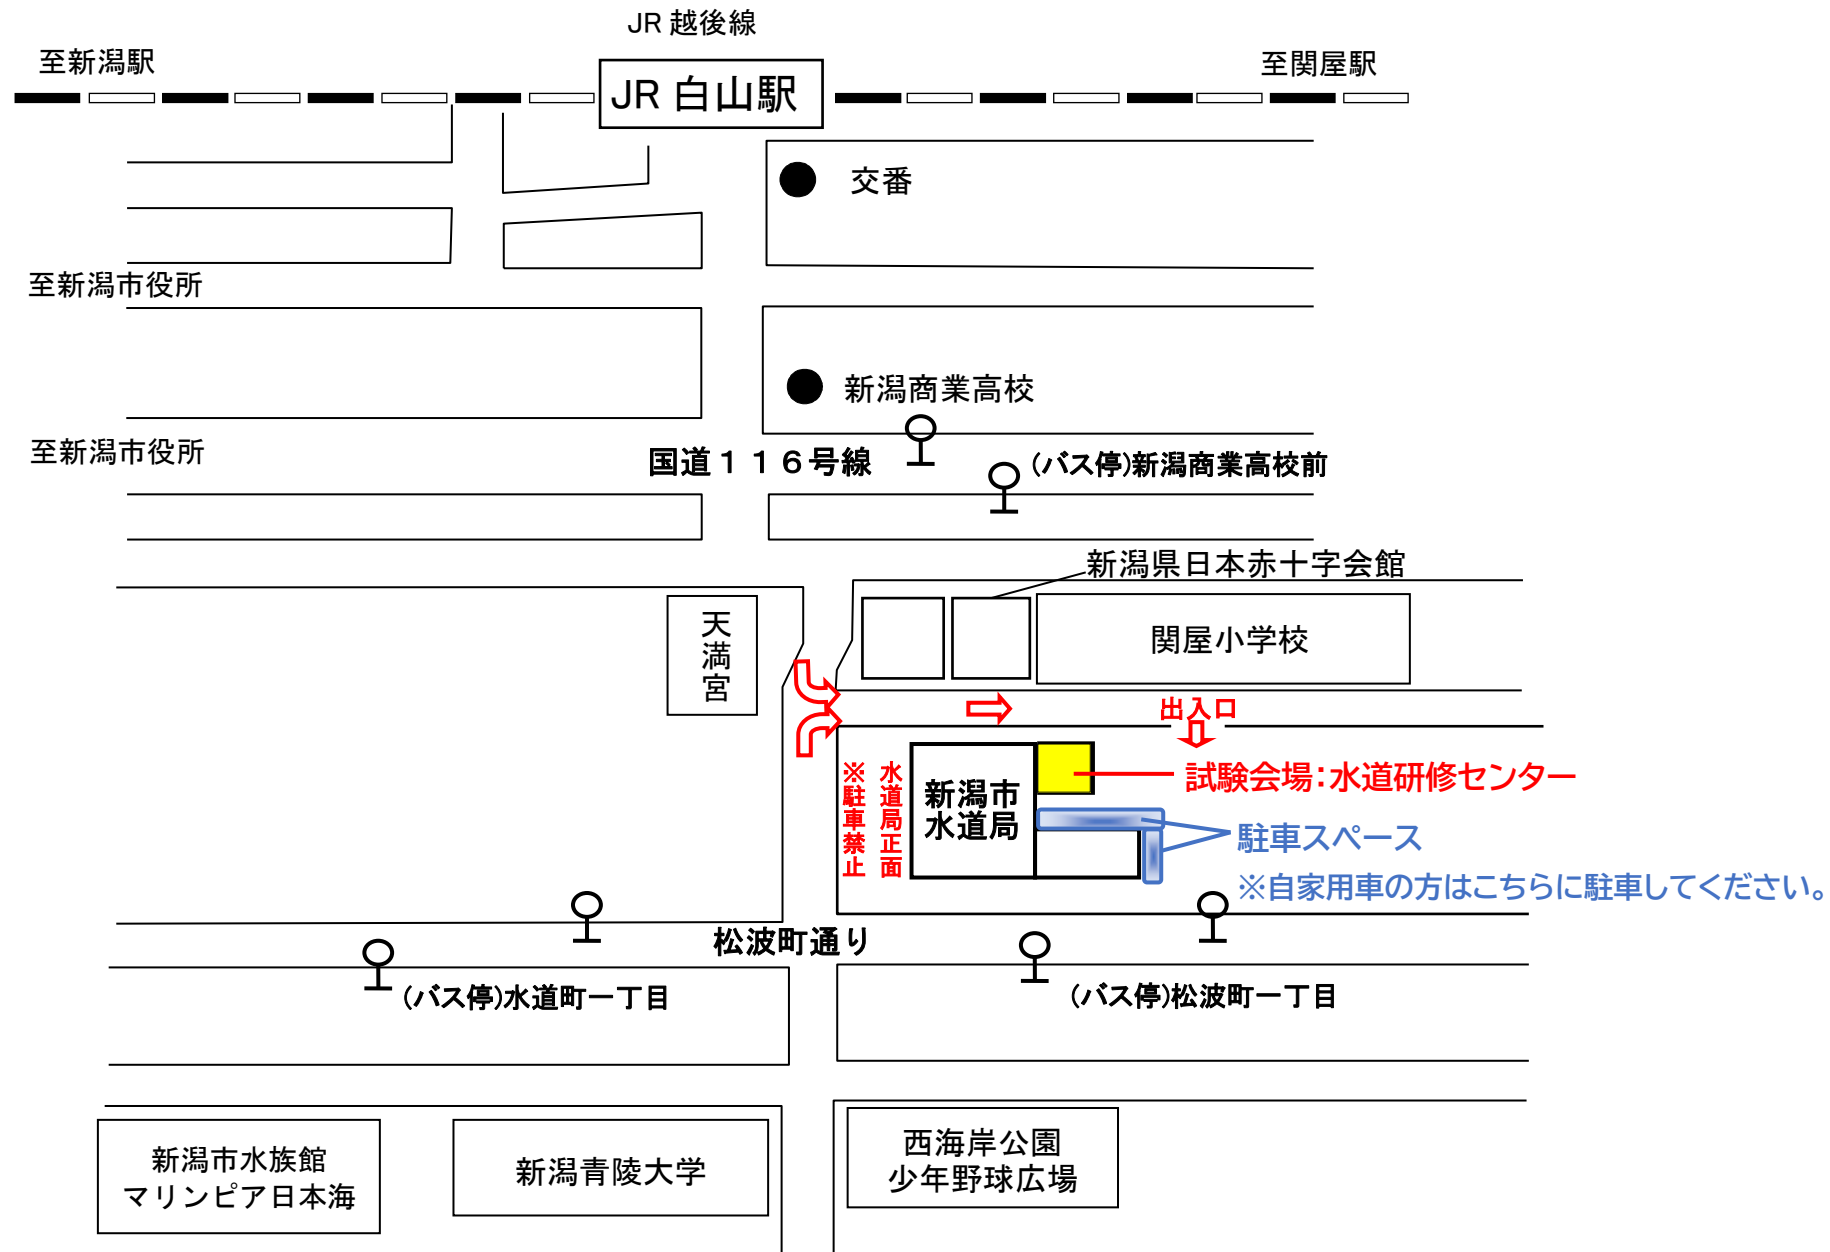 JR 越後線
至新潟駅
JR 白山駅
至関屋駅
交番
至新潟市役所
新潟商業高校
至新潟市役所
国道１１６号線
(バス停)新潟商業高校前
新潟県日本赤十字会館
天満宮
関屋小学校
出入口
水道局正面
※駐車禁止
新潟市
水道局
試験会場：水道研修センター
駐車スペース
※自家用車の方はこちらに駐車してください。
松波町通り
(バス停)水道町一丁目
(バス停)松波町一丁目
新潟市水族館
マリンピア日本海
新潟青陵大学
西海岸公園
少年野球広場